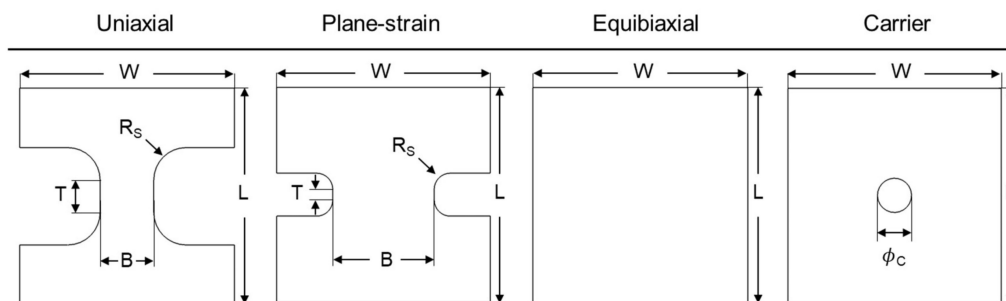 Uniaxial Plane-strain Equibiaxial Carrier
W W W W
R_S R_S
T L T L L
B B ϕ_C